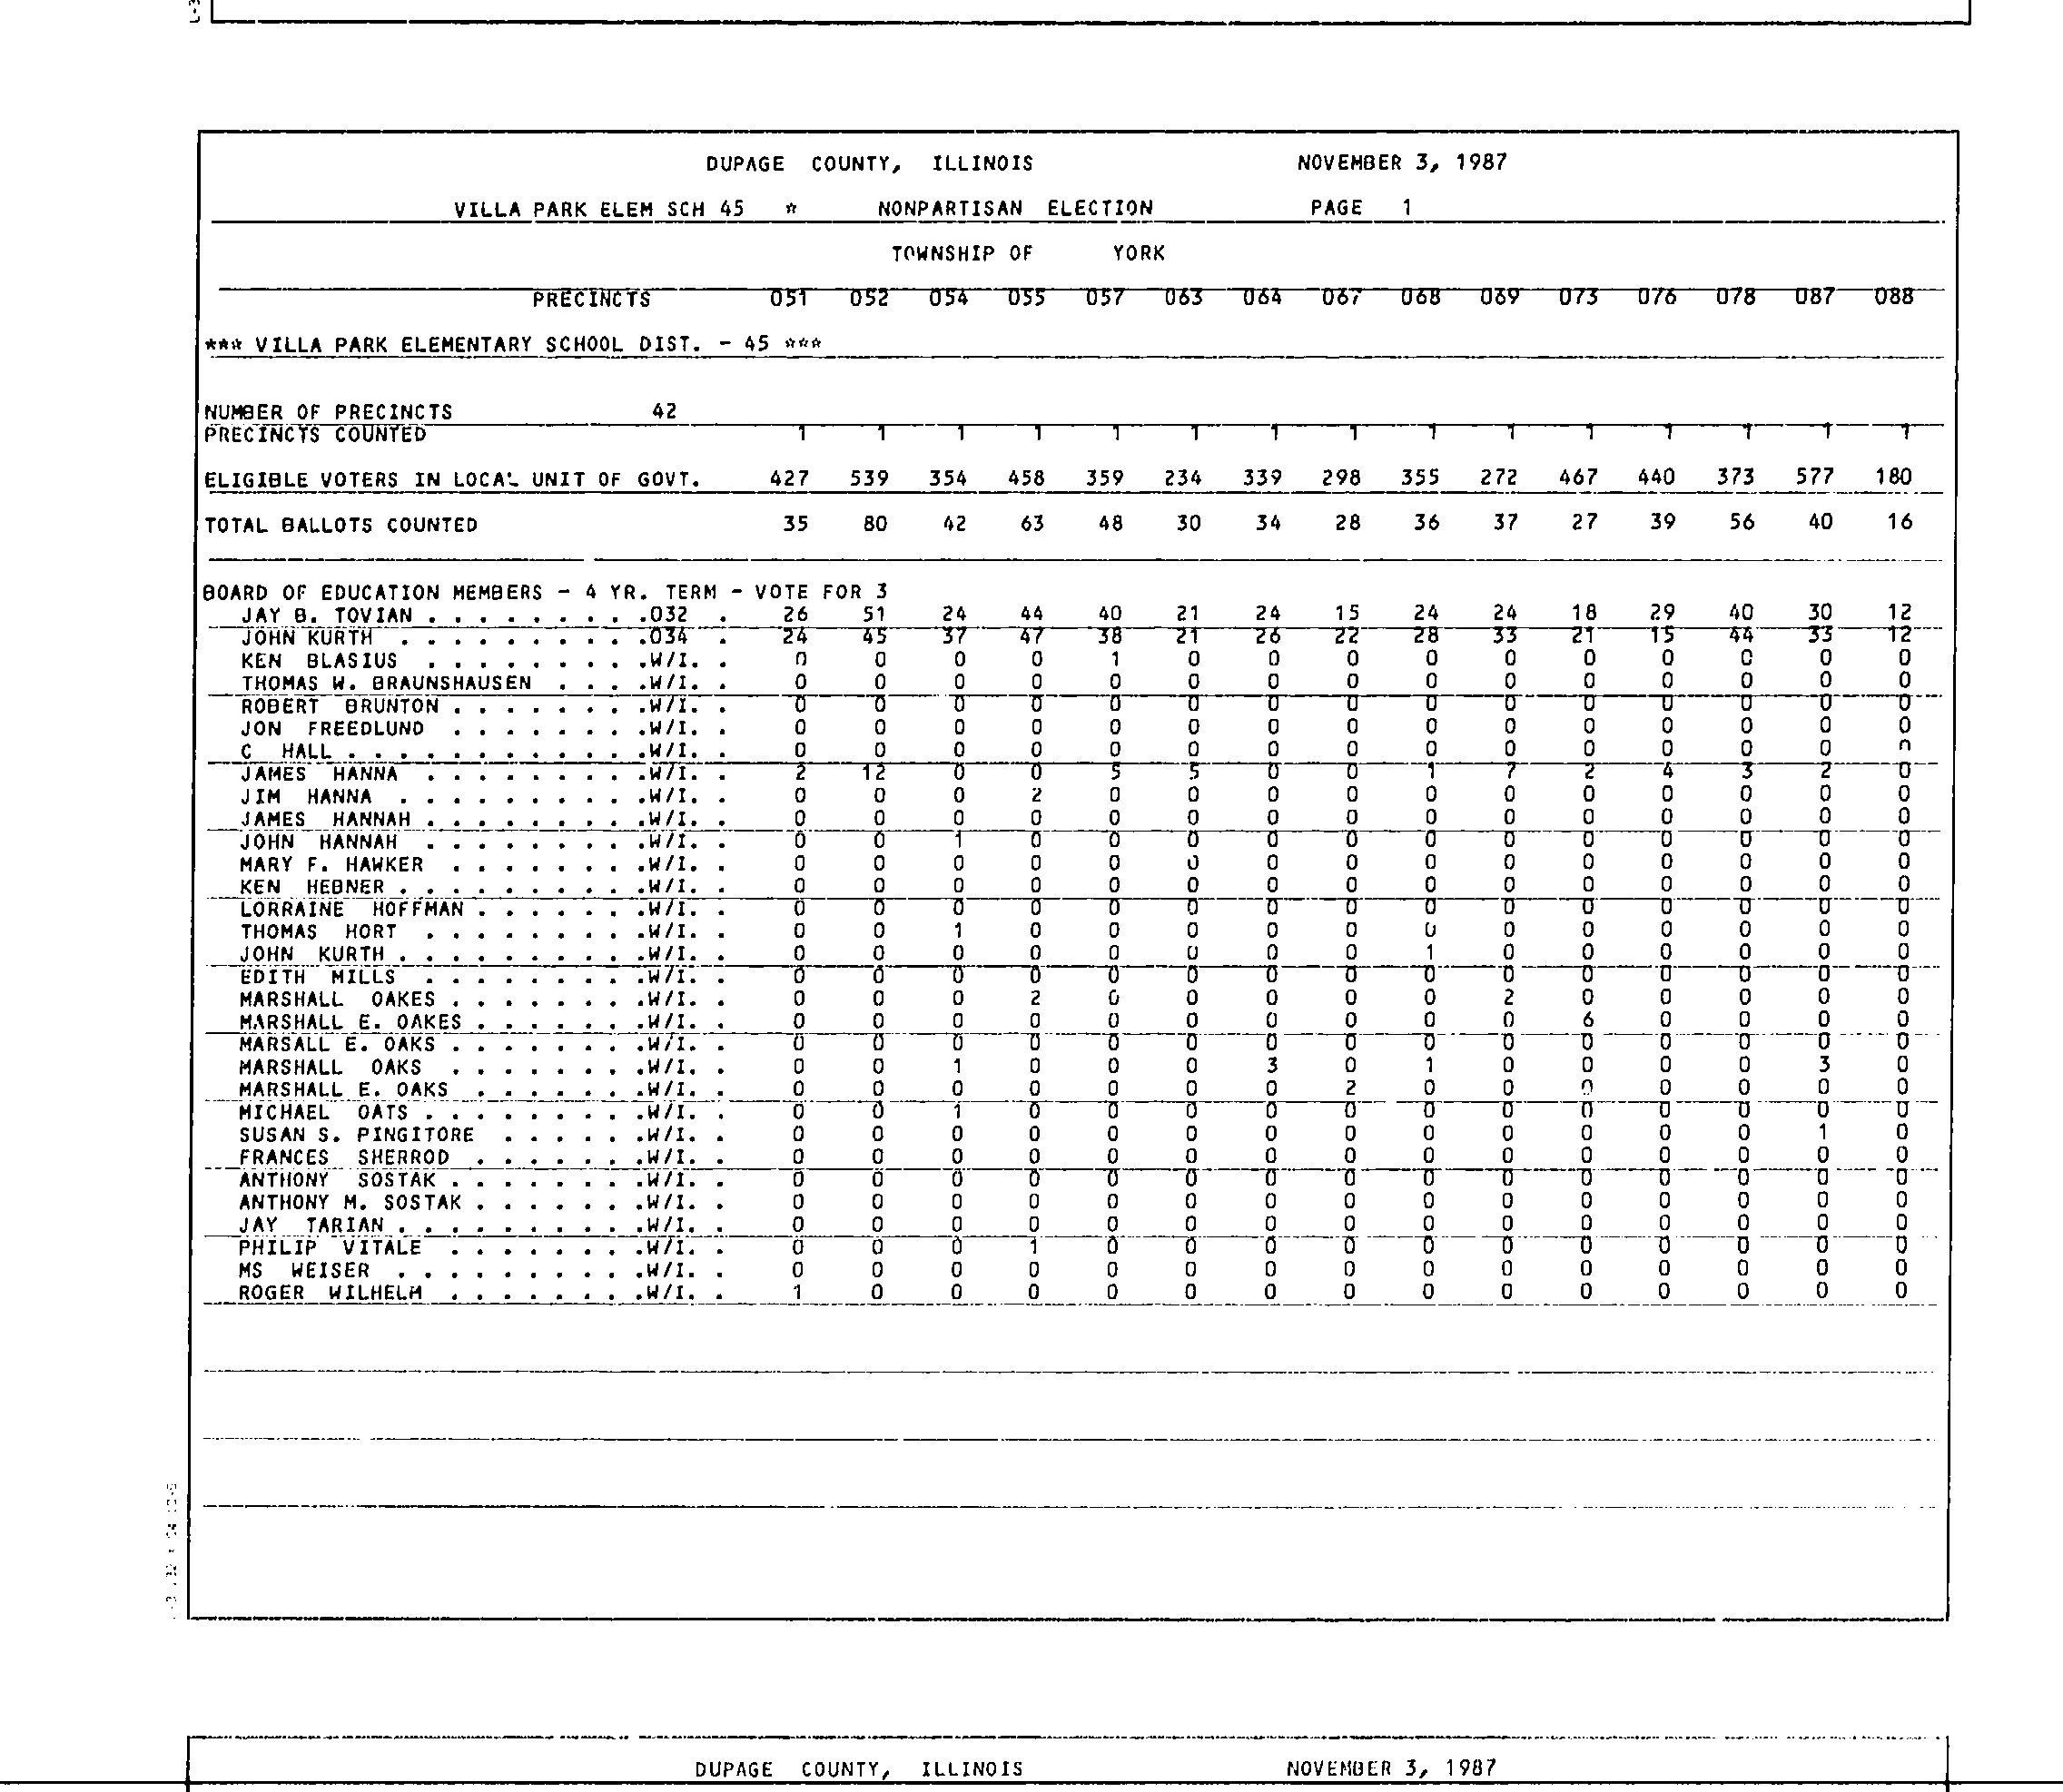 DUPAGE COUNTY, ILLINOIS NOVEMBER 3, 1987
VILLA PARK ELEM SCH 45 * NONPARTISAN ELECTION PAGE 1
TOWNSHIP OF YORK
PRECINCTS 051 052 054 055 057 063 064 067 068 069 073 076 078 087 088
*** VILLA PARK ELEMENTARY SCHOOL DIST. - 45 ***
NUMBER OF PRECINCTS 42
PRECINCTS COUNTED 1 1 1 1 1 1 1 1 1 1 1 1 1 1 1
ELIGIBLE VOTERS IN LOCAL UNIT OF GOVT. 427 539 354 458 359 234 339 298 355 272 467 440 373 577 180
TOTAL BALLOTS COUNTED 35 80 42 63 48 30 34 28 36 37 27 39 56 40 16
BOARD OF EDUCATION MEMBERS - 4 YR. TERM - VOTE FOR 3
JAY B. TOVIAN . . . . . . . . .032 . 26 51 24 44 40 21 24 15 24 24 18 29 40 30 12
JOHN KURTH . . . . . . . . . .034 . 24 45 37 47 38 21 26 22 28 33 21 15 44 33 12
KEN BLASIUS . . . . . . . . .W/I. . 0 0 0 0 1 0 0 0 0 0 0 0 0 0 0
THOMAS W. BRAUNSHAUSEN . . . .W/I. . 0 0 0 0 0 0 0 0 0 0 0 0 0 0 0
ROBERT BRUNTON . . . . . . . .W/I. . 0 0 0 0 0 0 0 0 0 0 0 0 0 0 0
JON FREEDLUND . . . . . . . .W/I. . 0 0 0 0 0 0 0 0 0 0 0 0 0 0 0
C HALL . . . . . . . . . . . .W/I. . 0 0 0 0 0 0 0 0 0 0 0 0 0 0 0
JAMES HANNA . . . . . . . . .W/I. . 2 12 0 0 5 5 0 0 1 7 2 4 3 2 0
JIM HANNA . . . . . . . . . .W/I. . 0 0 0 2 0 0 0 0 0 0 0 0 0 0 0
JAMES HANNAH . . . . . . . . .W/I. . 0 0 0 0 0 0 0 0 0 0 0 0 0 0 0
JOHN HANNAH . . . . . . . . .W/I. . 0 0 1 0 0 0 0 0 0 0 0 0 0 0 0
MARY F. HAWKER . . . . . . . .W/I. . 0 0 0 0 0 0 0 0 0 0 0 0 0 0 0
KEN HEBNER . . . . . . . . . .W/I. . 0 0 0 0 0 0 0 0 0 0 0 0 0 0 0
LORRAINE HOFFMAN . . . . . . .W/I. . 0 0 0 0 0 0 0 0 0 0 0 0 0 0 0
THOMAS HORT . . . . . . . . .W/I. . 0 0 1 0 0 0 0 0 0 0 0 0 0 0 0
JOHN KURTH . . . . . . . . . .W/I. . 0 0 0 0 0 0 0 0 1 0 0 0 0 0 0
EDITH MILLS . . . . . . . . .W/I. . 0 0 0 0 0 0 0 0 0 0 0 0 0 0 0
MARSHALL OAKES . . . . . . . .W/I. . 0 0 0 2 0 0 0 0 0 2 0 0 0 0 0
MARSHALL E. OAKES . . . . . . .W/I. . 0 0 0 0 0 0 0 0 0 0 6 0 0 0 0
MARSALL E. OAKS . . . . . . . .W/I. . 0 0 0 0 0 0 0 0 0 0 0 0 0 0 0
MARSHALL OAKS . . . . . . . .W/I. . 0 0 1 0 0 0 3 0 1 0 0 0 0 3 0
MARSHALL E. OAKS . . . . . . .W/I. . 0 0 0 0 0 0 0 2 0 0 0 0 0 0 0
MICHAEL OATS . . . . . . . . .W/I. . 0 0 1 0 0 0 0 0 0 0 0 0 0 0 0
SUSAN S. PINGITORE . . . . . .W/I. . 0 0 0 0 0 0 0 0 0 0 0 0 0 1 0
FRANCES SHERROD . . . . . . .W/I. . 0 0 0 0 0 0 0 0 0 0 0 0 0 0 0
ANTHONY SOSTAK . . . . . . . .W/I. . 0 0 0 0 0 0 0 0 0 0 0 0 0 0 0
ANTHONY M. SOSTAK . . . . . . .W/I. . 0 0 0 0 0 0 0 0 0 0 0 0 0 0 0
JAY TARIAN . . . . . . . . . .W/I. . 0 0 0 0 0 0 0 0 0 0 0 0 0 0 0
PHILIP VITALE . . . . . . . .W/I. . 0 0 0 1 0 0 0 0 0 0 0 0 0 0 0
MS WEISER . . . . . . . . . .W/I. . 0 0 0 0 0 0 0 0 0 0 0 0 0 0 0
ROGER WILHELM . . . . . . . .W/I. . 1 0 0 0 0 0 0 0 0 0 0 0 0 0 0
DUPAGE COUNTY, ILLINOIS NOVEMBER 3, 1987